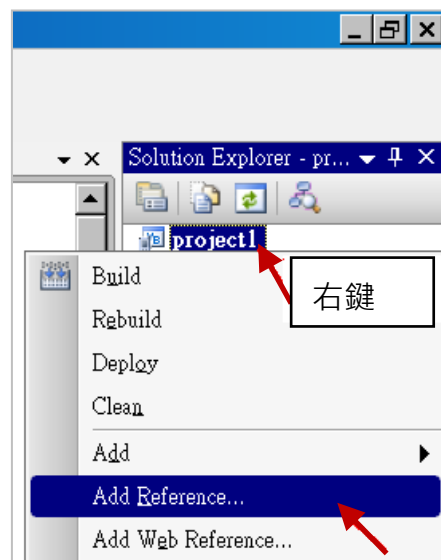 Solution Explorer - pr...
project1
右鍵
Build
Rebuild
Deploy
Clean
Add
Add Reference...
Add Web Reference...